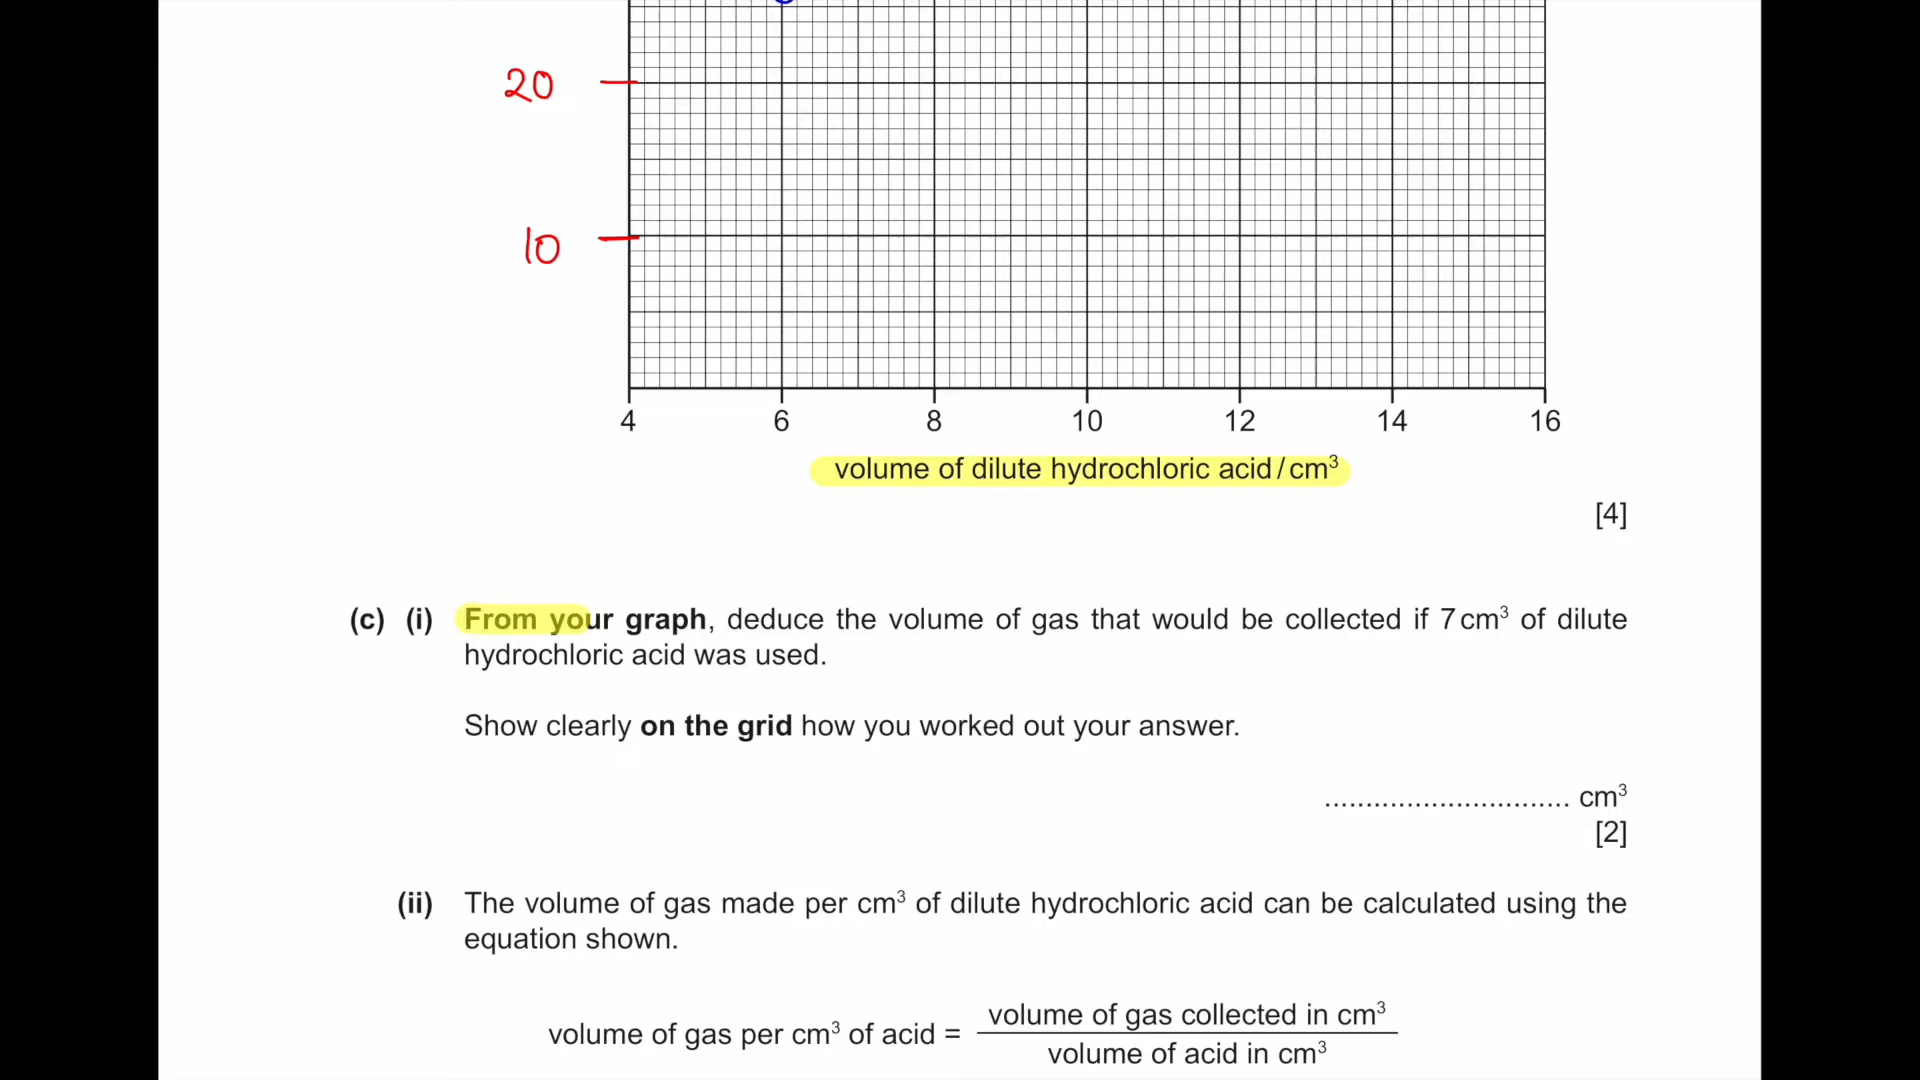 20
10
4 6 8 10 12 14 16
volume of dilute hydrochloric acid / cm³
[4]
(c) (i) From your graph, deduce the volume of gas that would be collected if 7 cm³ of dilute
hydrochloric acid was used.
Show clearly on the grid how you worked out your answer.
.............................. cm³
[2]
(ii) The volume of gas made per cm³ of dilute hydrochloric acid can be calculated using the
equation shown.
volume of gas per cm³ of acid = volume of gas collected in cm³
volume of acid in cm³